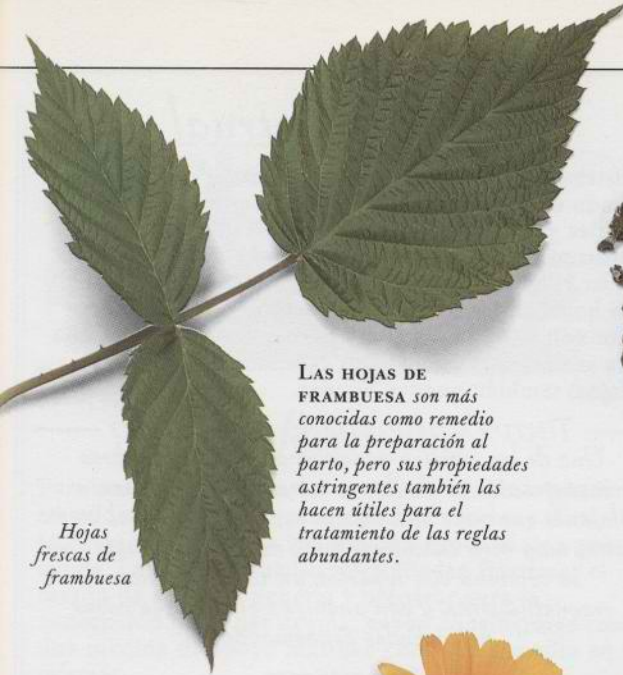 LAS HOJAS DE
FRAMBUESA son más
conocidas como remedio
para la preparación al
parto, pero sus propiedades
astringentes también las
hacen útiles para el
tratamiento de las reglas
abundantes.
Hojas
frescas de
frambuesa